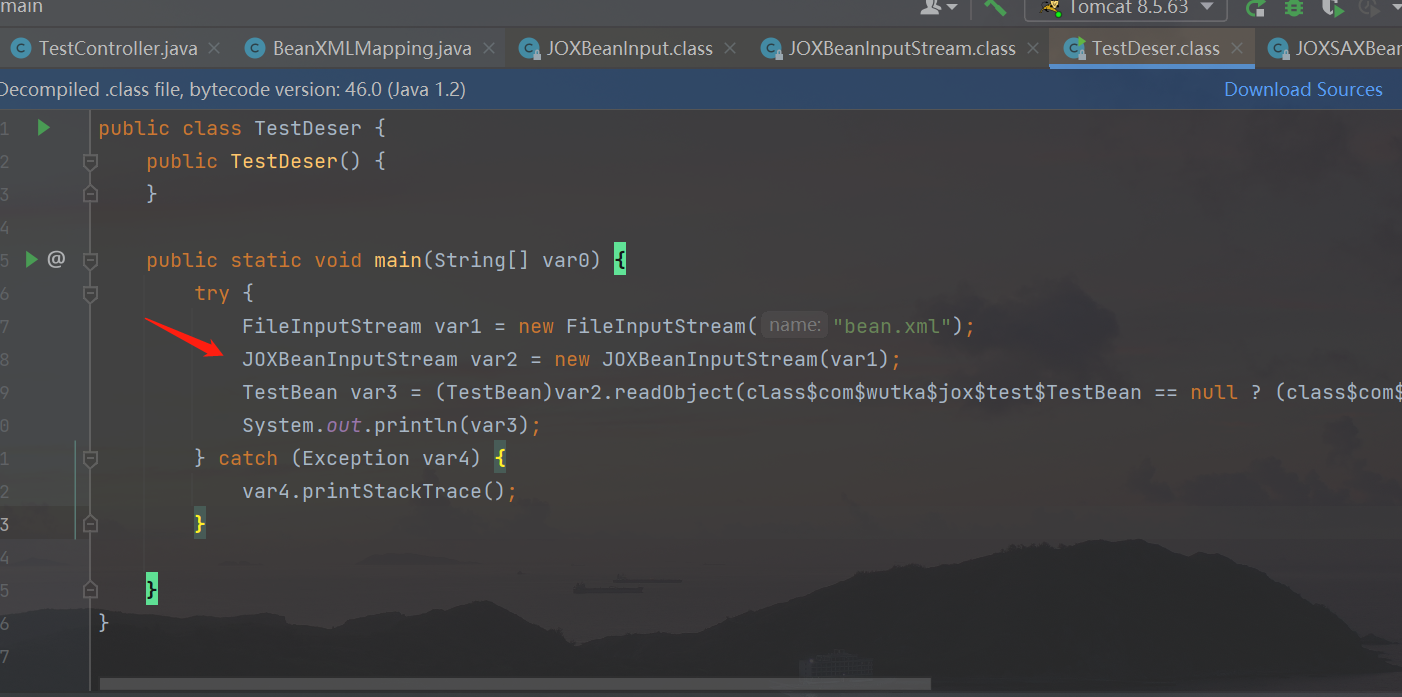 main
Tomcat 8.5.63
TestController.java BeanXMLMapping.java JOXBeanInput.class JOXBeanInputStream.class TestDeser.class JOXSAXBear
Decompiled .class file, bytecode version: 46.0 (Java 1.2) Download Sources
1 public class TestDeser {
2 public TestDeser() {
3 }
4
5 @ public static void main(String[] var0) {
6 try {
7 FileInputStream var1 = new FileInputStream( name: "bean.xml");
8 JOXBeanInputStream var2 = new JOXBeanInputStream(var1);
9 TestBean var3 = (TestBean)var2.readObject(class$com$wutka$jox$test$TestBean == null ? (class$com$
0 System.out.println(var3);
1 } catch (Exception var4) {
2 var4.printStackTrace();
3 }
4
5 }
6 }
7